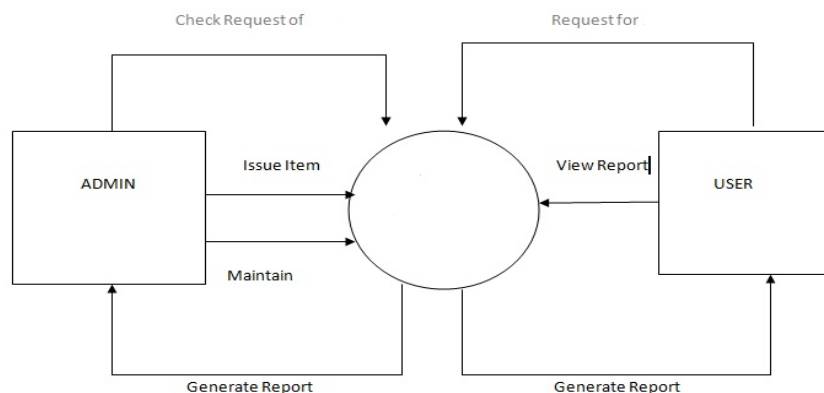 Check Request of
Request for
Issue Item
View Report
ADMIN
USER
Maintain
Generate Report
Generate Report